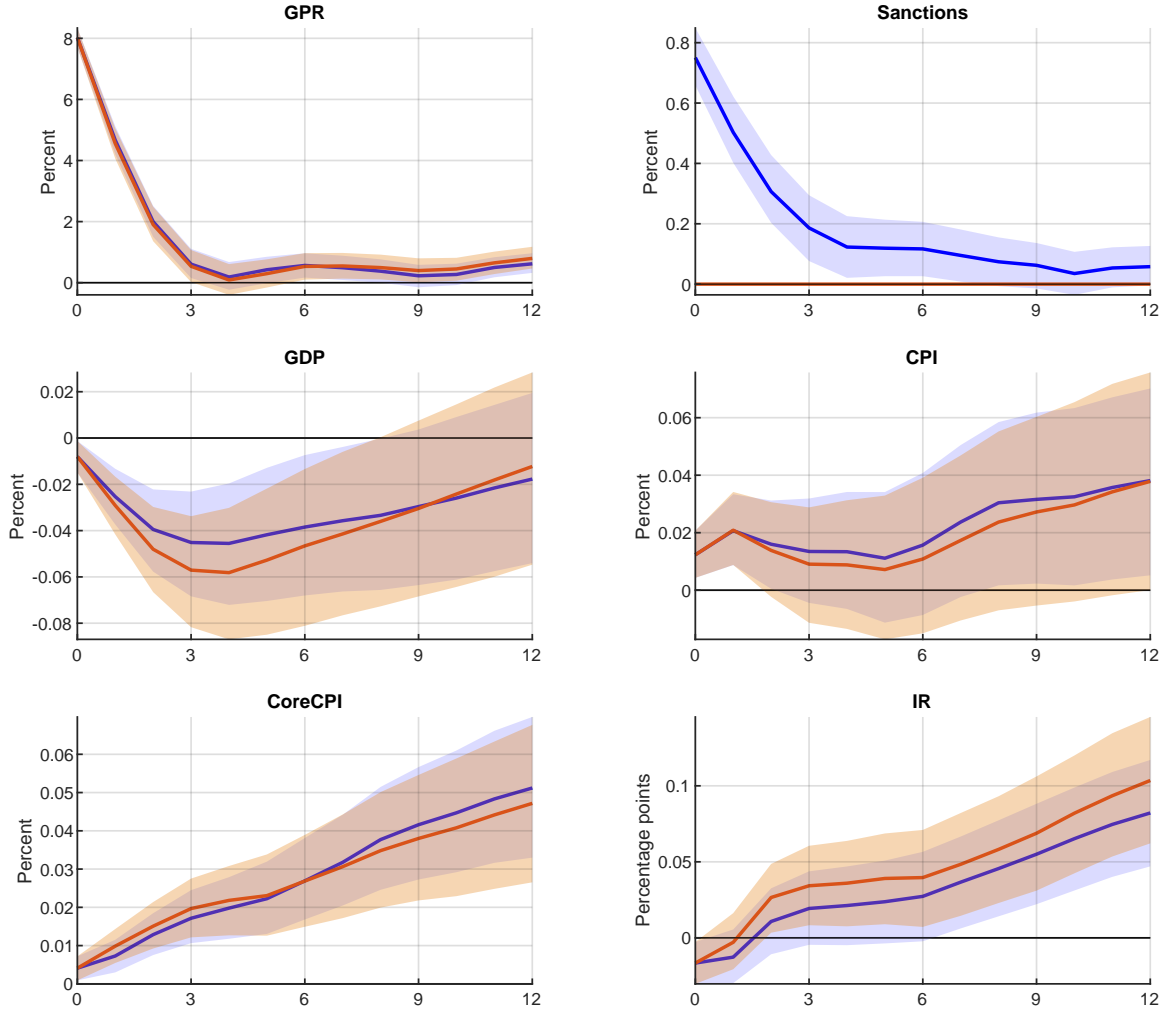 GPR
Percent
8
6
4
2
0
0 3 6 9 12
Sanctions
Percent
0.8
0.6
0.4
0.2
0
0 3 6 9 12
GDP
Percent
0.02
0
-0.02
-0.04
-0.06
-0.08
0 3 6 9 12
CPI
Percent
0.06
0.04
0.02
0
0 3 6 9 12
CoreCPI
Percent
0.06
0.05
0.04
0.03
0.02
0.01
0
0 3 6 9 12
IR
Percentage points
0.1
0.05
0
0 3 6 9 12